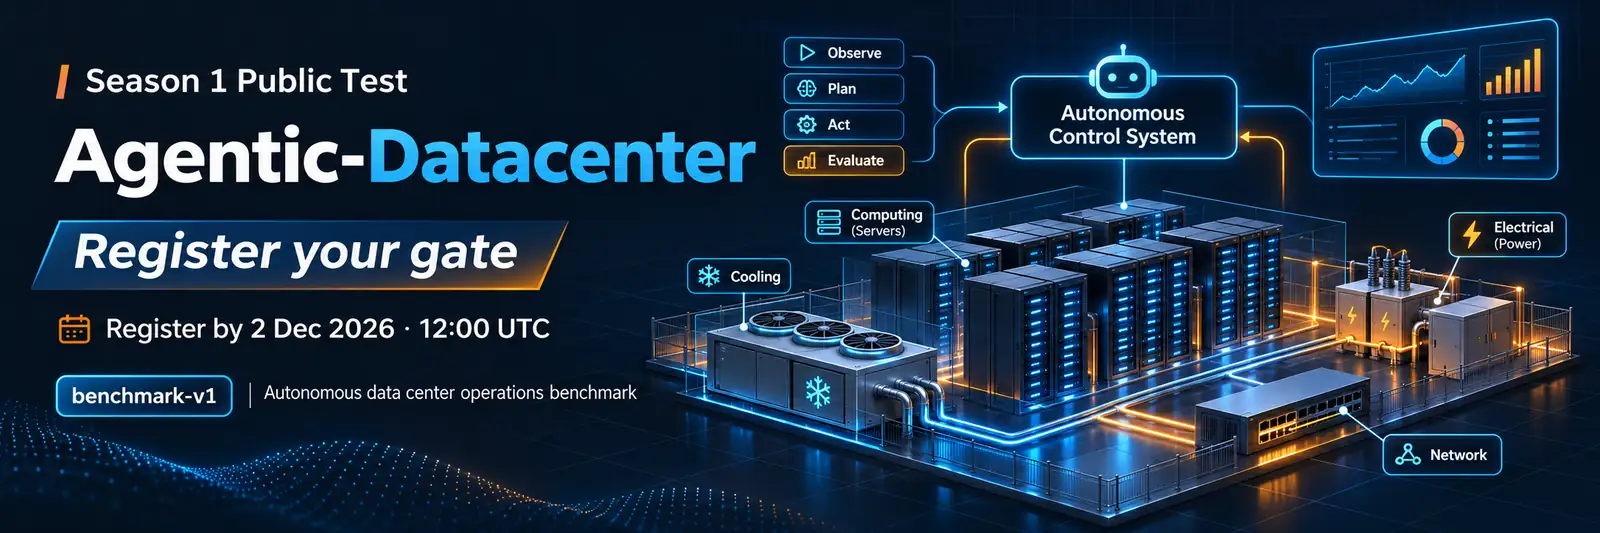 Season 1 Public Test
Agentic-Datacenter
Register your gate
Register by 2 Dec 2026 · 12:00 UTC
benchmark-v1
Autonomous data center operations benchmark
Observe
Plan
Act
Evaluate
Autonomous
Control System
Computing
(Servers)
Cooling
Electrical
(Power)
Network